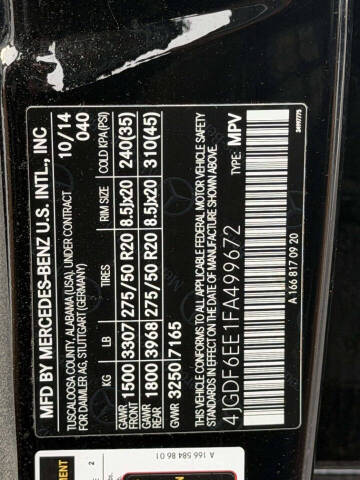 MFG BY MERCEDES-BENZ U.S. INTL., INC
TUSCALOOSA COUNTY, ALABAMA (USA), UNDER CONTRACT
FOR DAIMLER AG, STUTTGART (GERMANY)
10/14
040
KG LB TIRES RIM SIZE COLD KPA(PSI)
GAWR FRONT 1500 3307 275/50 R20 8.5Jx20 240(35)
GAWR REAR 1800 3968 275/50 R20 8.5Jx20 310(45)
GVWR 3250 7165
THIS VEHICLE CONFORMS TO ALL APPLICABLE FEDERAL MOTOR VEHICLE SAFETY
STANDARDS IN EFFECT ON THE DATE OF MANUFACTURE SHOWN ABOVE
4JGDF6EE1FA499672 TYPE: MPV
A 166 817 09 20
A 166 584 86 01